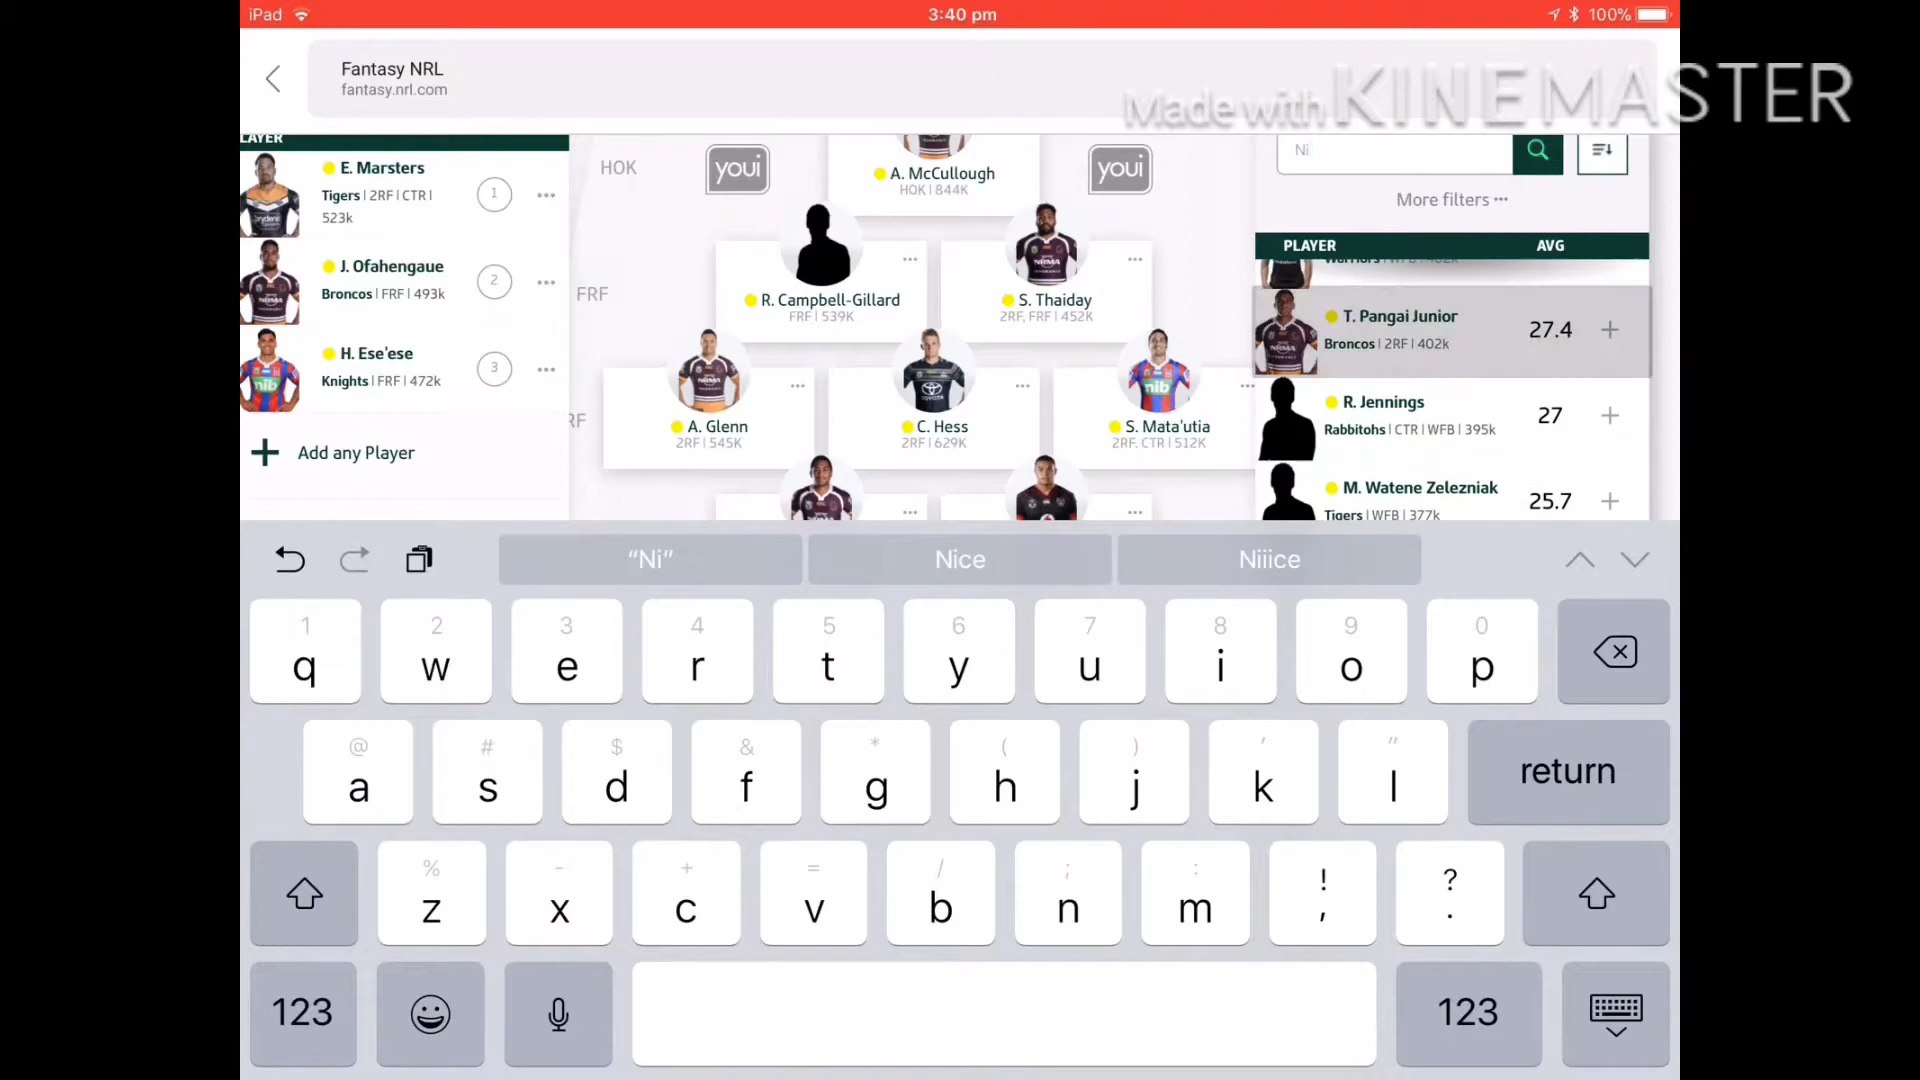 iPad
3:40 pm
100%
Fantasy NRL
fantasy.nrl.com
Made with KINEMASTER
LAYER
E. Marsters
Tigers | 2RF | CTR |
523k
1
J. Ofahengaue
Broncos | FRF | 493k
2
H. Ese'ese
Knights | FRF | 472k
3
Add any Player
HOK
youi
A. McCullough
HOK | 844K
youi
FRF
R. Campbell-Gillard
FRF | 539K
S. Thaiday
2RF, FRF | 452K
RF
A. Glenn
2RF | 545K
C. Hess
2RF | 629K
S. Mata'utia
2RF, CTR | 512K
Ni
More filters
PLAYER AVG
Warriors | WFB | 402k
T. Pangai Junior
Broncos | 2RF | 402k
27.4 +
R. Jennings
Rabbitohs | CTR | WFB | 395k
27 +
M. Watene Zelezniak
Tigers | WFB | 377k
25.7 +
“Ni” Nice Niiice
1 2 3 4 5 6 7 8 9 0
q w e r t y u i o p
@ # $ & * ( ) ' "
a s d f g h j k l return
% - + = / ; : ! ?
z x c v b n m , .
123 123